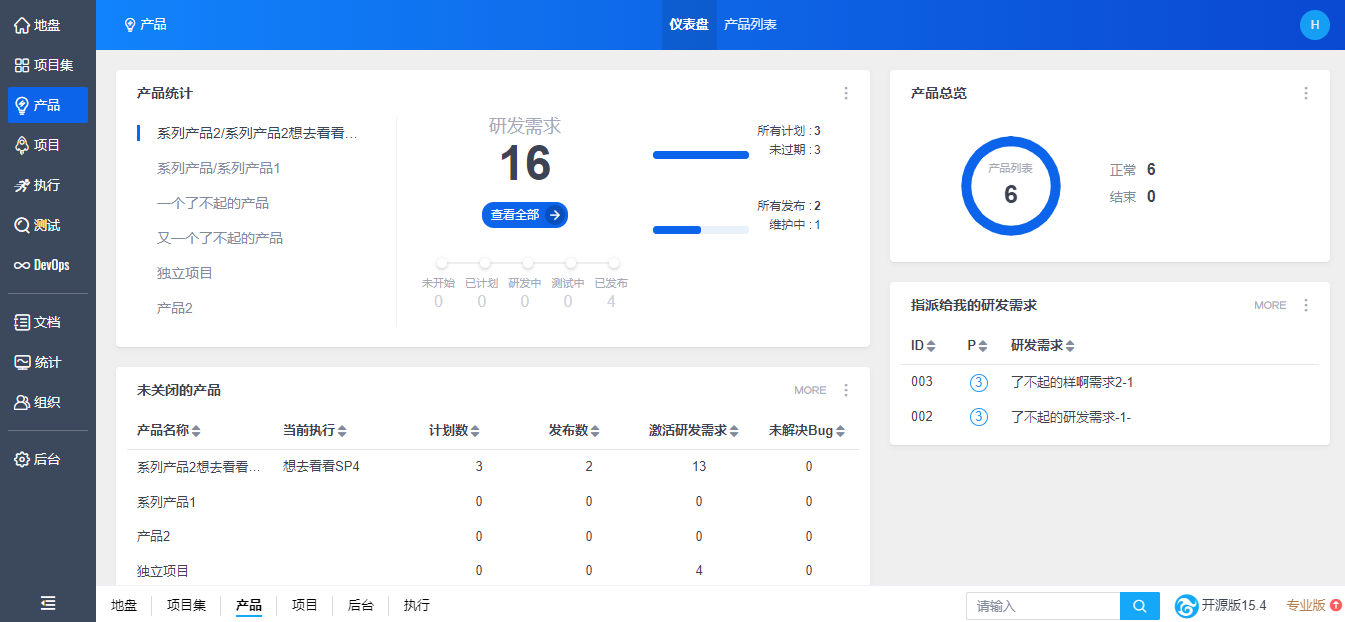 地盘
项目集
产品
项目
执行
测试
DevOps
文档
统计
组织
后台
产品
仪表盘 产品列表
H
产品统计
系列产品2/系列产品2想去看看...
系列产品/系列产品1
一个了不起的产品
又一个了不起的产品
独立项目
产品2
研发需求
16
查看全部
未开始 已计划 研发中 测试中 已发布
0 0 0 0 4
所有计划 : 3
未过期 : 3
所有发布 : 2
维护中 : 1
产品总览
产品列表
6
正常 6
结束 0
未关闭的产品 MORE
产品名称 当前执行 计划数 发布数 激活研发需求 未解决Bug
系列产品2想去看看... 想去看看SP4 3 2 13 0
系列产品1 0 0 0 0
产品2 0 0 0 0
独立项目 0 0 4 0
指派给我的研发需求 MORE
ID P 研发需求
003 3 了不起的样啊需求2-1
002 3 了不起的研发需求-1-
地盘 项目集 产品 项目 后台 执行
请输入
开源版15.4 专业版